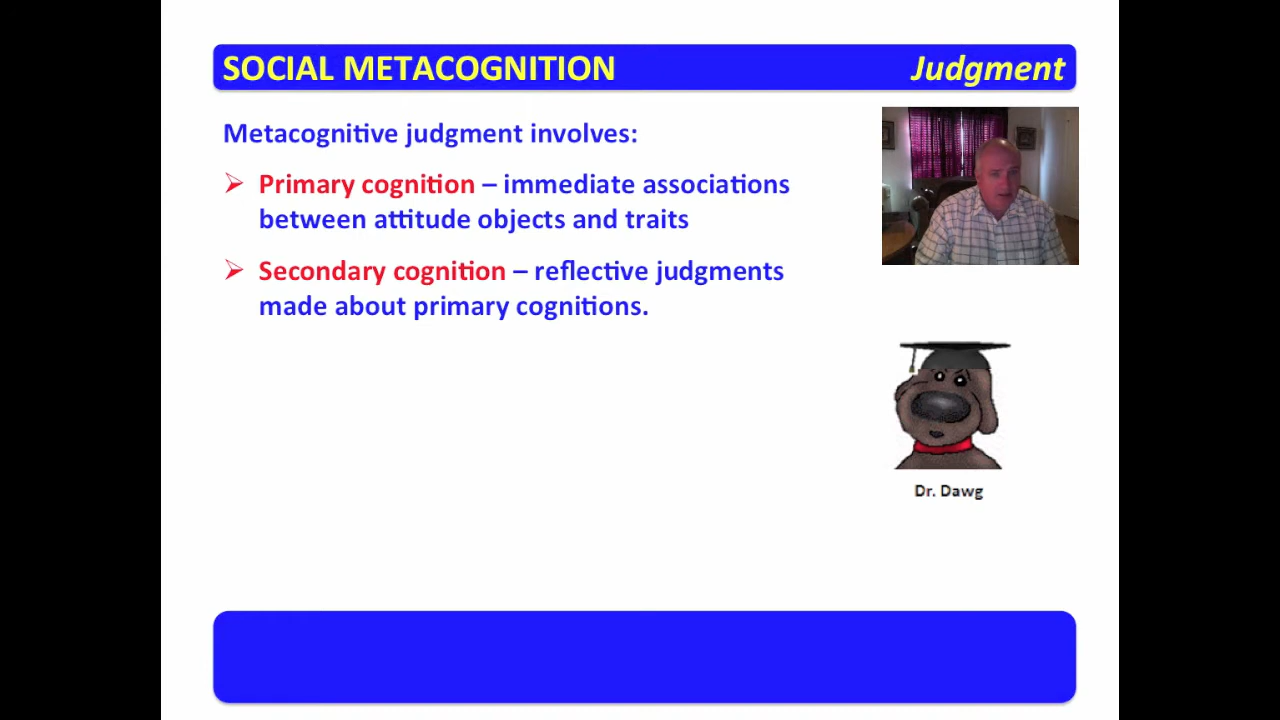 SOCIAL METACOGNITION Judgment
Metacognitive judgment involves:
➢ Primary cognition – immediate associations
between attitude objects and traits
➢ Secondary cognition – reflective judgments
made about primary cognitions.
Dr. Dawg